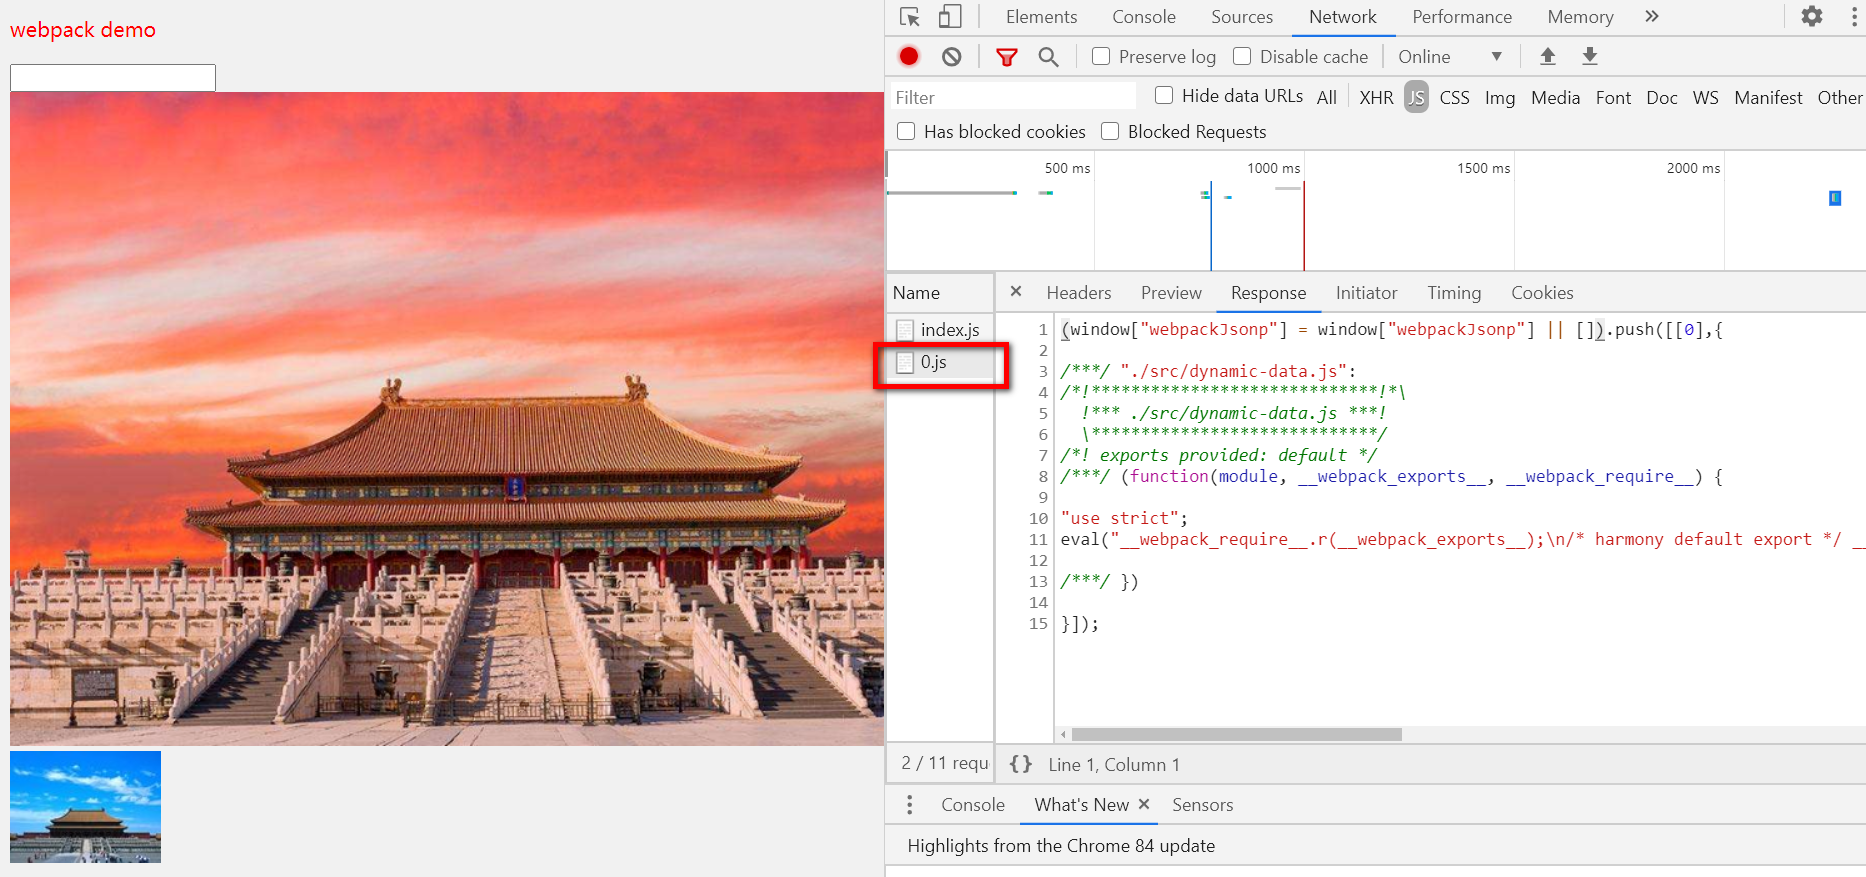 webpack demo
Elements Console Sources Network Performance Memory »
Preserve log Disable cache Online ▼
Filter Hide data URLs All XHR JS CSS Img Media Font Doc WS Manifest Other
Has blocked cookies Blocked Requests
500 ms 1000 ms 1500 ms 2000 ms
Name × Headers Preview Response Initiator Timing Cookies
index.js
0.js
1 (window["webpackJsonp"] = window["webpackJsonp"] || []).push([[0],{
2
3 /***/ "./src/dynamic-data.js":
4 /*!*****************************!*\
5 !*** ./src/dynamic-data.js ***!
6 \*****************************/
7 /*! exports provided: default */
8 /***/ (function(module, __webpack_exports__, __webpack_require__) {
9
10 "use strict";
11 eval("__webpack_require__.r(__webpack_exports__);\n/* harmony default export */ __
12
13 /***/ })
14
15 }]);
2 / 11 requ
{} Line 1, Column 1
Console What's New × Sensors
Highlights from the Chrome 84 update